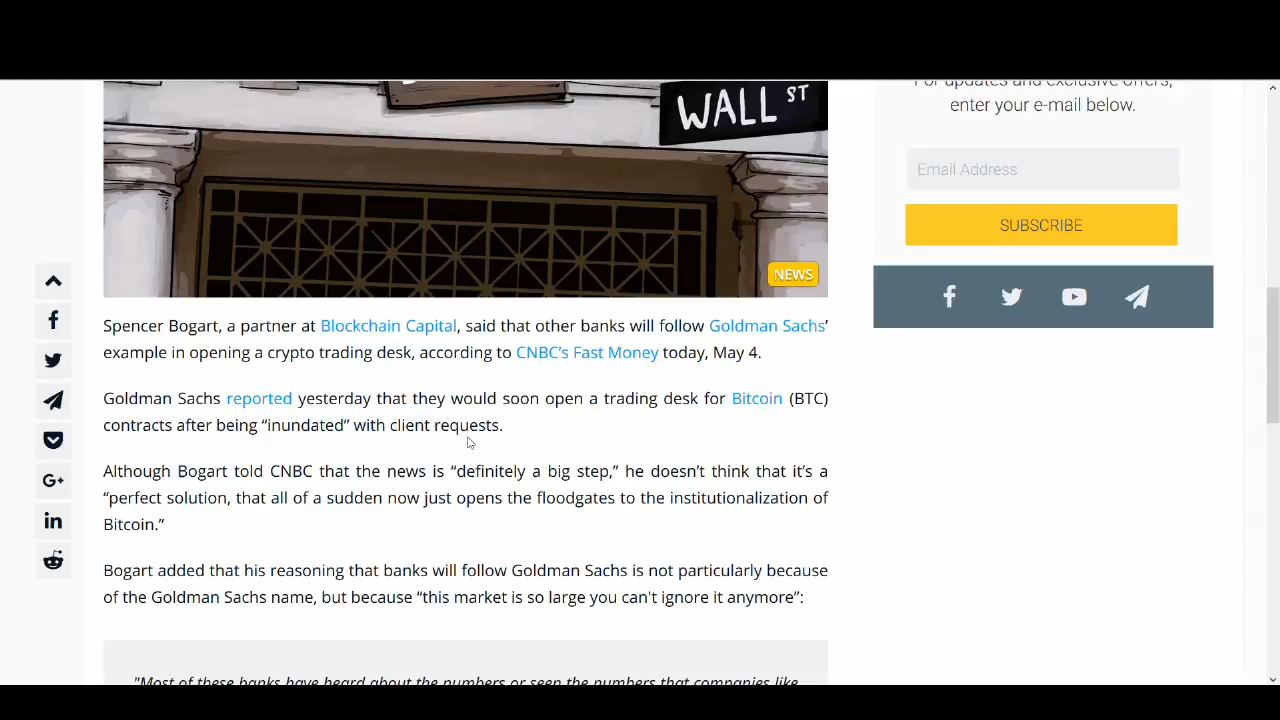 WALL ST
For updates and exclusive offers,
enter your e-mail below.
Email Address
SUBSCRIBE
NEWS
Spencer Bogart, a partner at Blockchain Capital, said that other banks will follow Goldman Sachs’
example in opening a crypto trading desk, according to CNBC’s Fast Money today, May 4.
Goldman Sachs reported yesterday that they would soon open a trading desk for Bitcoin (BTC)
contracts after being “inundated” with client requests.
Although Bogart told CNBC that the news is “definitely a big step,” he doesn’t think that it’s a
“perfect solution, that all of a sudden now just opens the floodgates to the institutionalization of
Bitcoin.”
Bogart added that his reasoning that banks will follow Goldman Sachs is not particularly because
of the Goldman Sachs name, but because “this market is so large you can't ignore it anymore”:
"Most of these banks have heard about the numbers or seen the numbers that companies like